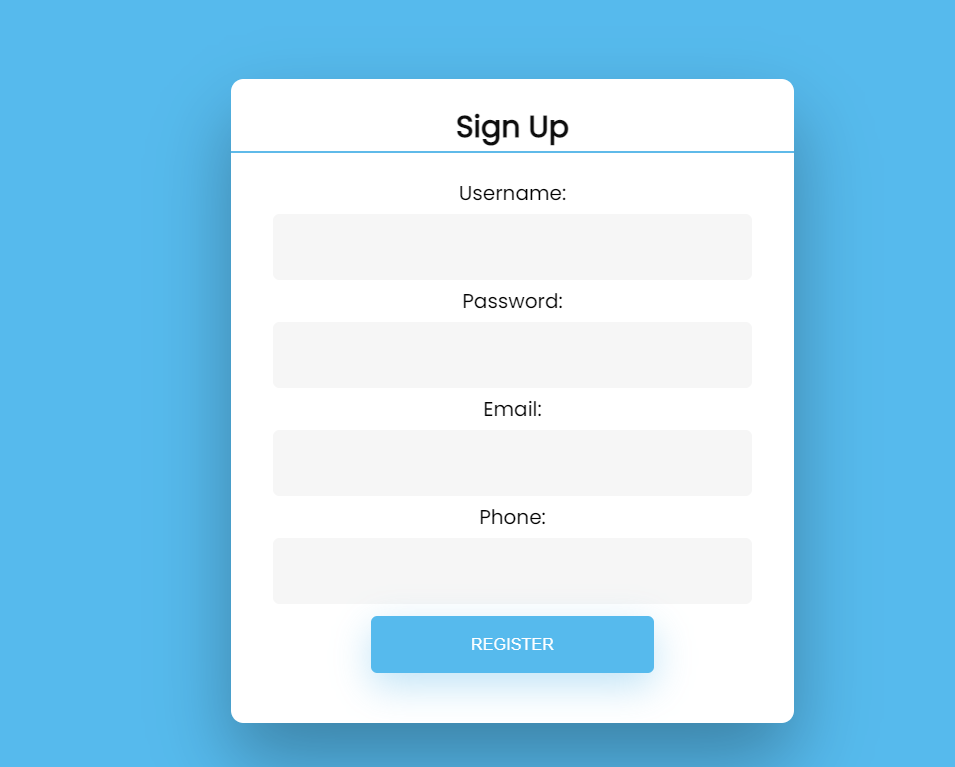 Sign Up
Username:
Password:
Email:
Phone:
REGISTER